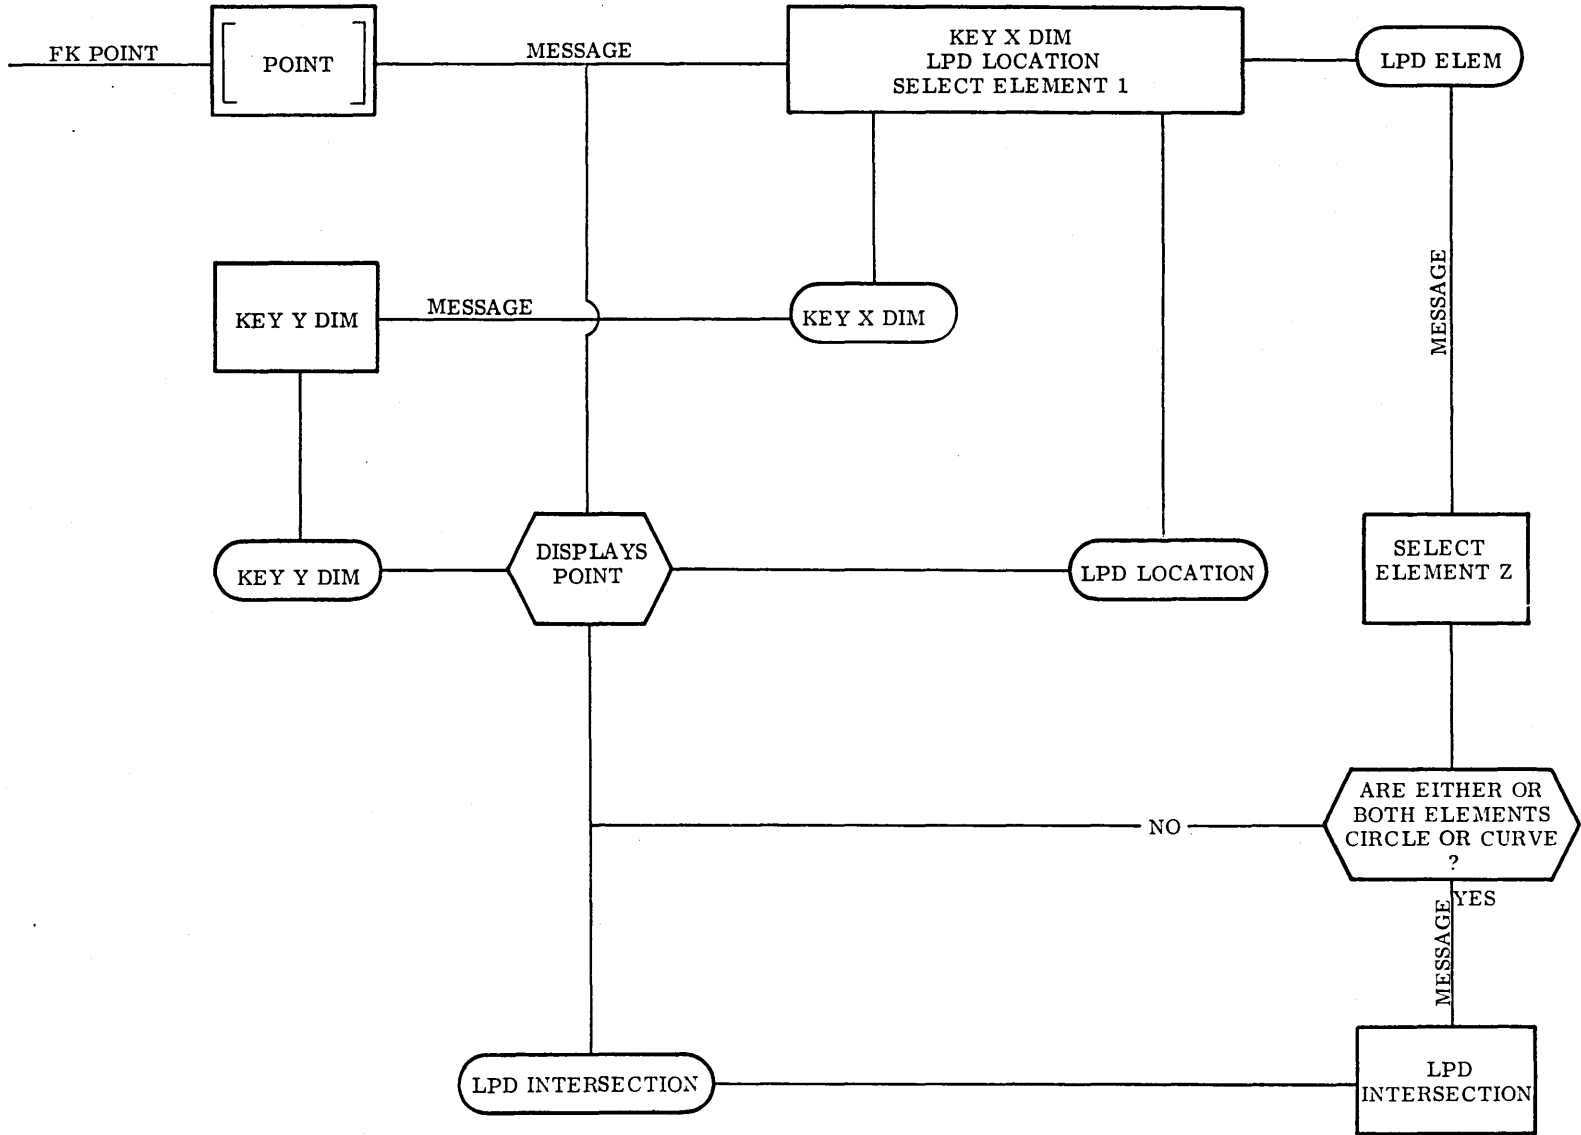 FK POINT
POINT
MESSAGE
KEY X DIM
LPD LOCATION
SELECT ELEMENT 1
LPD ELEM
MESSAGE
KEY Y DIM
MESSAGE
KEY X DIM
KEY Y DIM
DISPLAYS
POINT
LPD LOCATION
SELECT
ELEMENT Z
ARE EITHER OR
BOTH ELEMENTS
CIRCLE OR CURVE
?
NO
YES
MESSAGE
LPD INTERSECTION
LPD
INTERSECTION